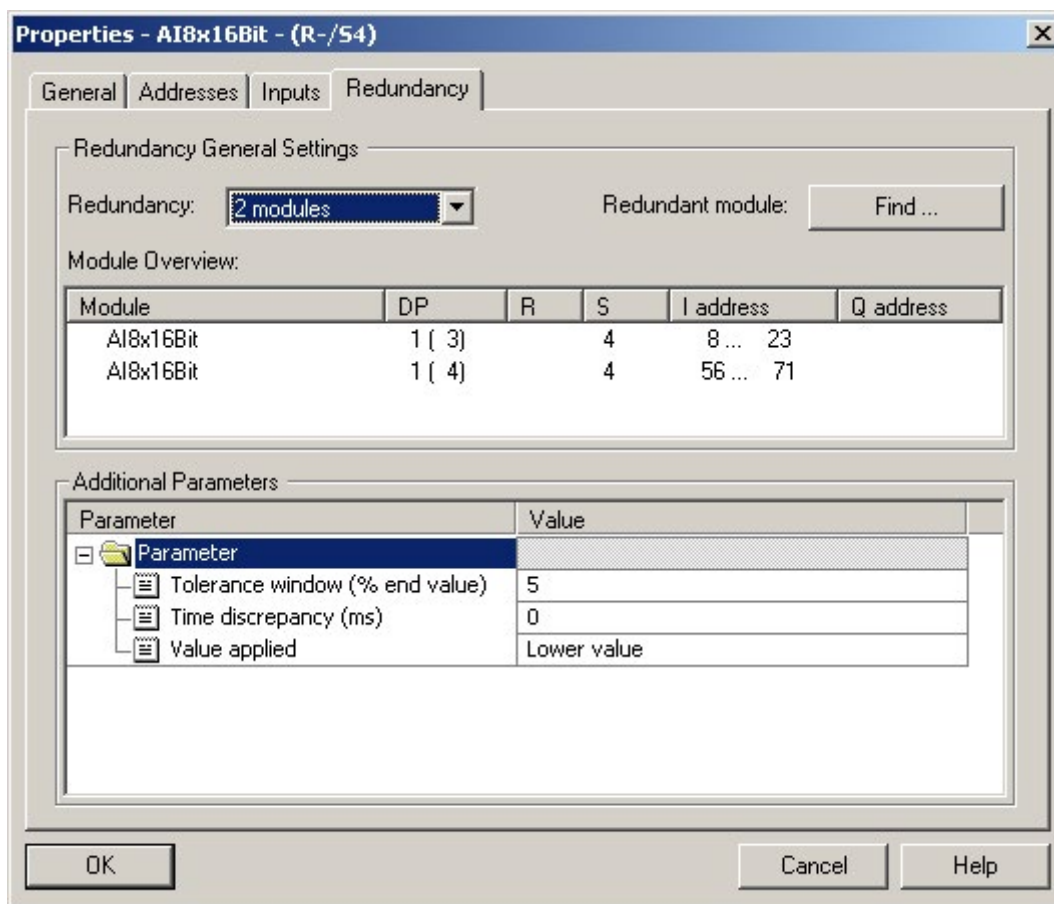 Properties - AI8x16Bit - (R-/S4)
General Addresses Inputs Redundancy
Redundancy General Settings
Redundancy: 2 modules Redundant module: Find ...
Module Overview:
Module DP R S I address Q address
AI8x16Bit 1 ( 3) 4 8 ... 23
AI8x16Bit 1 ( 4) 4 56 ... 71
Additional Parameters
Parameter Value
Parameter
Tolerance window (% end value) 5
Time discrepancy (ms) 0
Value applied Lower value
OK Cancel Help